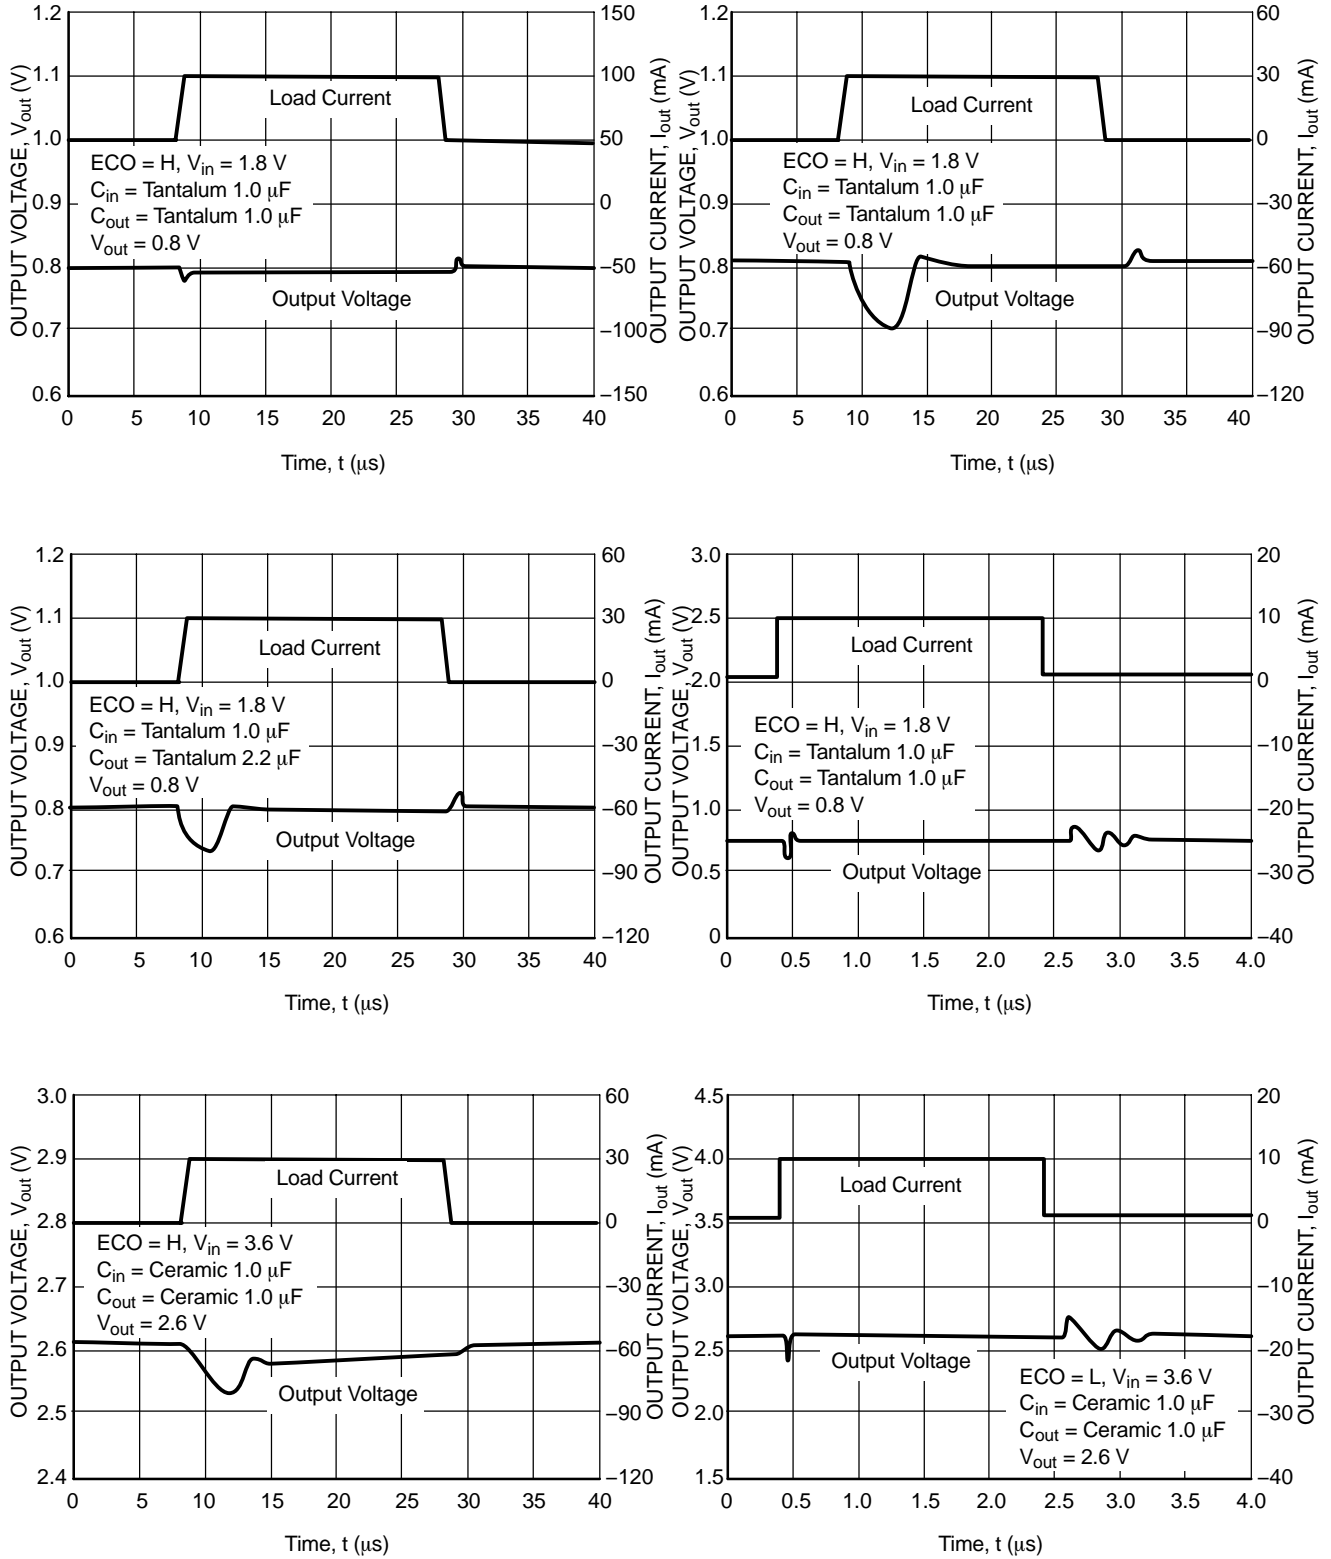 OUTPUT VOLTAGE, Vout (V)
1.2
1.1
1.0
0.9
0.8
0.7
0.6
150
100
50
0
−50
−100
−150
OUTPUT CURRENT, Iout (mA)
Load Current
ECO = H, Vin = 1.8 V
Cin = Tantalum 1.0 μF
Cout = Tantalum 1.0 μF
Vout = 0.8 V
Output Voltage
0 5 10 15 20 25 30 35 40
Time, t (μs)
OUTPUT VOLTAGE, Vout (V)
1.2
1.1
1.0
0.9
0.8
0.7
0.6
60
30
0
−30
−60
−90
−120
OUTPUT CURRENT, Iout (mA)
Load Current
ECO = H, Vin = 1.8 V
Cin = Tantalum 1.0 μF
Cout = Tantalum 1.0 μF
Vout = 0.8 V
Output Voltage
0 5 10 15 20 25 30 35 40
Time, t (μs)
OUTPUT VOLTAGE, Vout (V)
1.2
1.1
1.0
0.9
0.8
0.7
0.6
60
30
0
−30
−60
−90
−120
OUTPUT CURRENT, Iout (mA)
Load Current
ECO = H, Vin = 1.8 V
Cin = Tantalum 1.0 μF
Cout = Tantalum 2.2 μF
Vout = 0.8 V
Output Voltage
0 5 10 15 20 25 30 35 40
Time, t (μs)
OUTPUT VOLTAGE, Vout (V)
3.0
2.5
2.0
1.5
1.0
0.5
0
20
10
0
−10
−20
−30
−40
OUTPUT CURRENT, Iout (mA)
Load Current
ECO = H, Vin = 1.8 V
Cin = Tantalum 1.0 μF
Cout = Tantalum 1.0 μF
Vout = 0.8 V
Output Voltage
0 0.5 1.0 1.5 2.0 2.5 3.0 3.5 4.0
Time, t (μs)
OUTPUT VOLTAGE, Vout (V)
3.0
2.9
2.8
2.7
2.6
2.5
2.4
60
30
0
−30
−60
−90
−120
OUTPUT CURRENT, Iout (mA)
Load Current
ECO = H, Vin = 3.6 V
Cin = Ceramic 1.0 μF
Cout = Ceramic 1.0 μF
Vout = 2.6 V
Output Voltage
0 5 10 15 20 25 30 35 40
Time, t (μs)
OUTPUT VOLTAGE, Vout (V)
4.5
4.0
3.5
3.0
2.5
2.0
1.5
20
10
0
−10
−20
−30
−40
OUTPUT CURRENT, Iout (mA)
Load Current
Output Voltage
ECO = L, Vin = 3.6 V
Cin = Ceramic 1.0 μF
Cout = Ceramic 1.0 μF
Vout = 2.6 V
0 0.5 1.0 1.5 2.0 2.5 3.0 3.5 4.0
Time, t (μs)